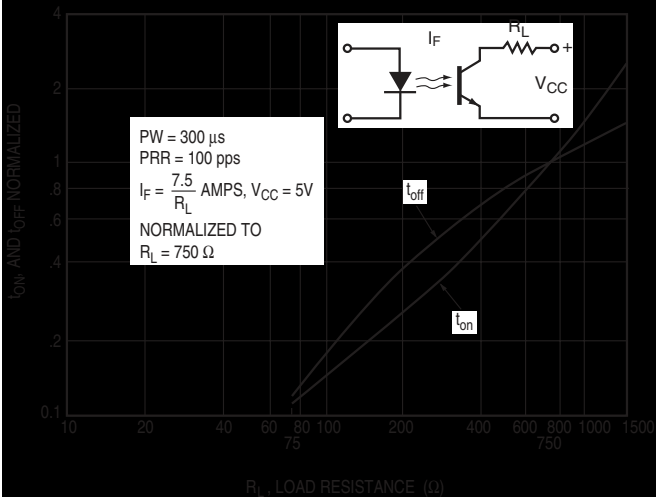 4
2
1
.8
.6
.4
.2
0.1
tON, AND tOFF NORMALIZED
IF
RL
+
VCC
PW = 300 μs
PRR = 100 pps
IF = 7.5/RL AMPS, VCC = 5V
NORMALIZED TO
RL = 750 Ω
toff
ton
10 20 40 60 80 100 200 400 600 800 1000 1500
75 750
RL , LOAD RESISTANCE (Ω)